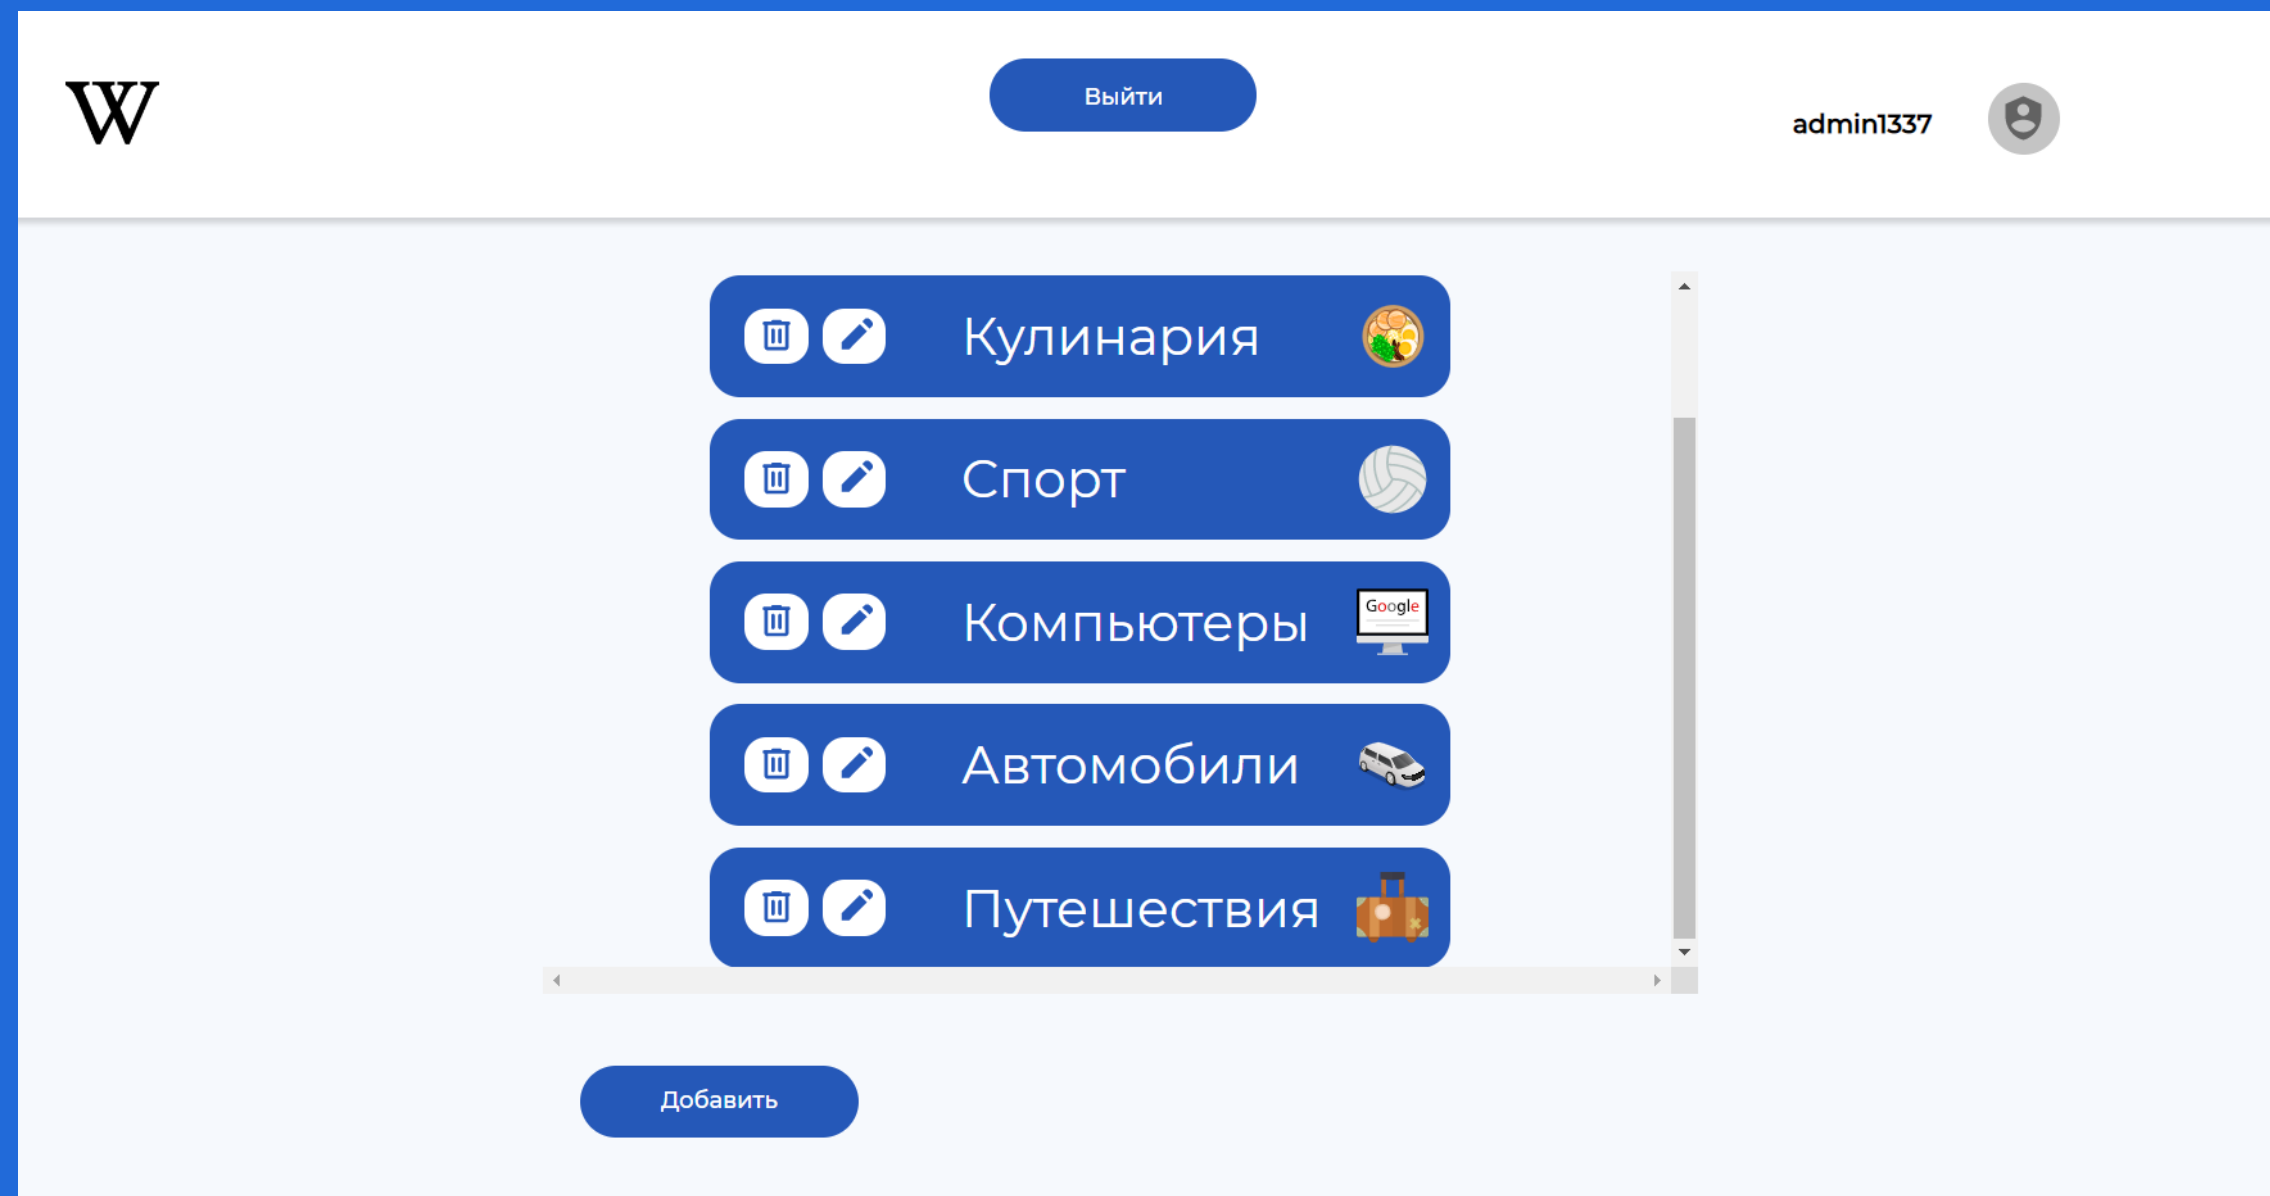 W
Выйти
admin1337
Кулинария
Спорт
Компьютеры
Google
Автомобили
Путешествия
Добавить